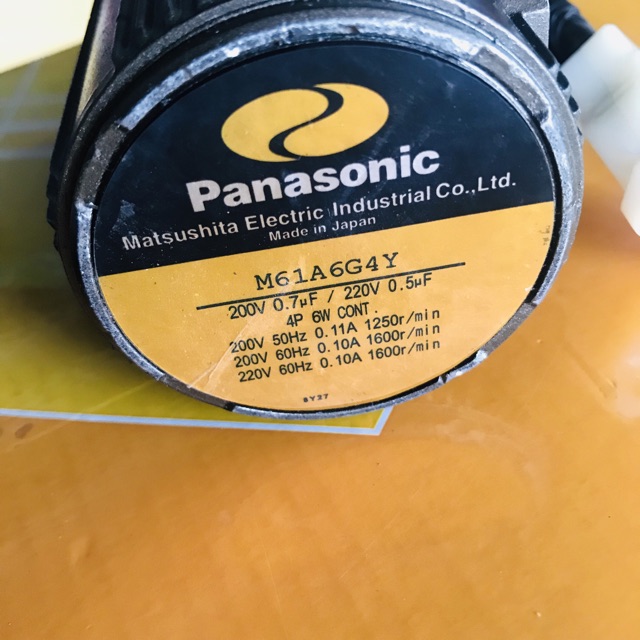 Panasonic
Matsushita Electric Industrial Co.,Ltd.
Made in Japan
M61A6G4Y
200V 0.7µF / 220V 0.5µF
4P 6W CONT.
200V 50Hz 0.11A 1250r/min
200V 60Hz 0.10A 1600r/min
220V 60Hz 0.10A 1600r/min
BY27